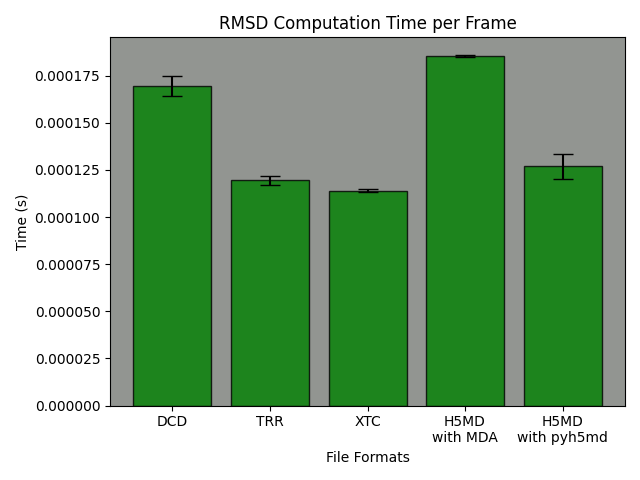 RMSD Computation Time per Frame
0.000175
0.000150
0.000125
0.000100
0.000075
0.000050
0.000025
0.000000
Time (s)
DCD
TRR
XTC
H5MD
with MDA
H5MD
with pyh5md
File Formats